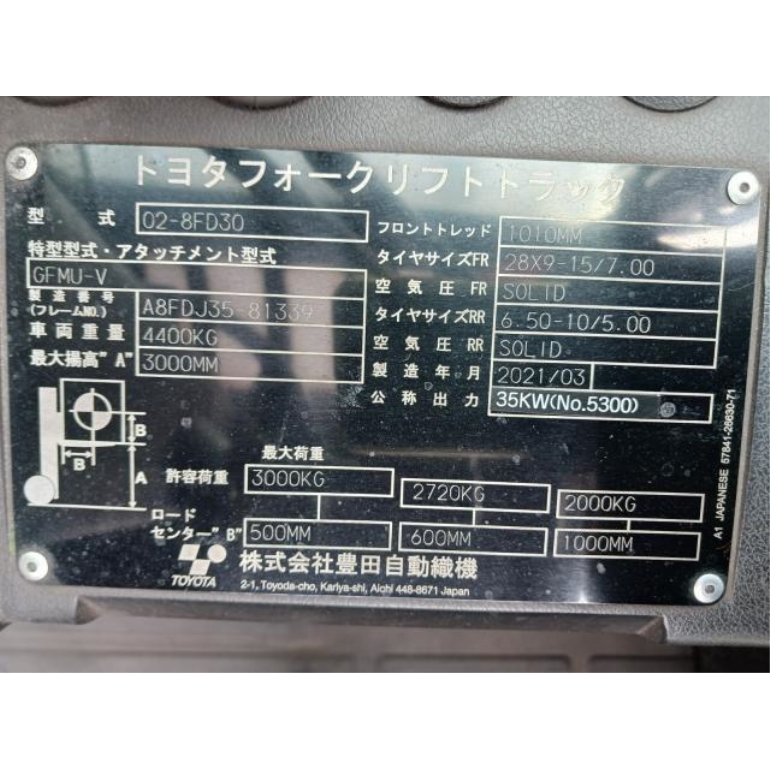 トヨタフォークリフトトラック
型式 02-8FD30
特型型式・アタッチメント型式
GFMU-V
製造番号(フレームNO.) A8FDJ35-81339
車両重量 4400KG
最大揚高"A" 3000MM
フロントトレッド 1010MM
タイヤサイズFR 28X9-15/7.00
空気圧 FR SOLID
タイヤサイズRR 6.50-10/5.00
空気圧 RR SOLID
製造年月 2021/03
公称出力 35KW(No.5300)
B
B
A
最大荷重
許容荷重 3000KG 2720KG 2000KG
ロードセンター"B" 500MM 600MM 1000MM
TOYOTA
株式会社豊田自動織機
2-1, Toyoda-cho, Kariya-shi, Aichi 448-8671 Japan
A1 JAPANESE 57841-26630-71